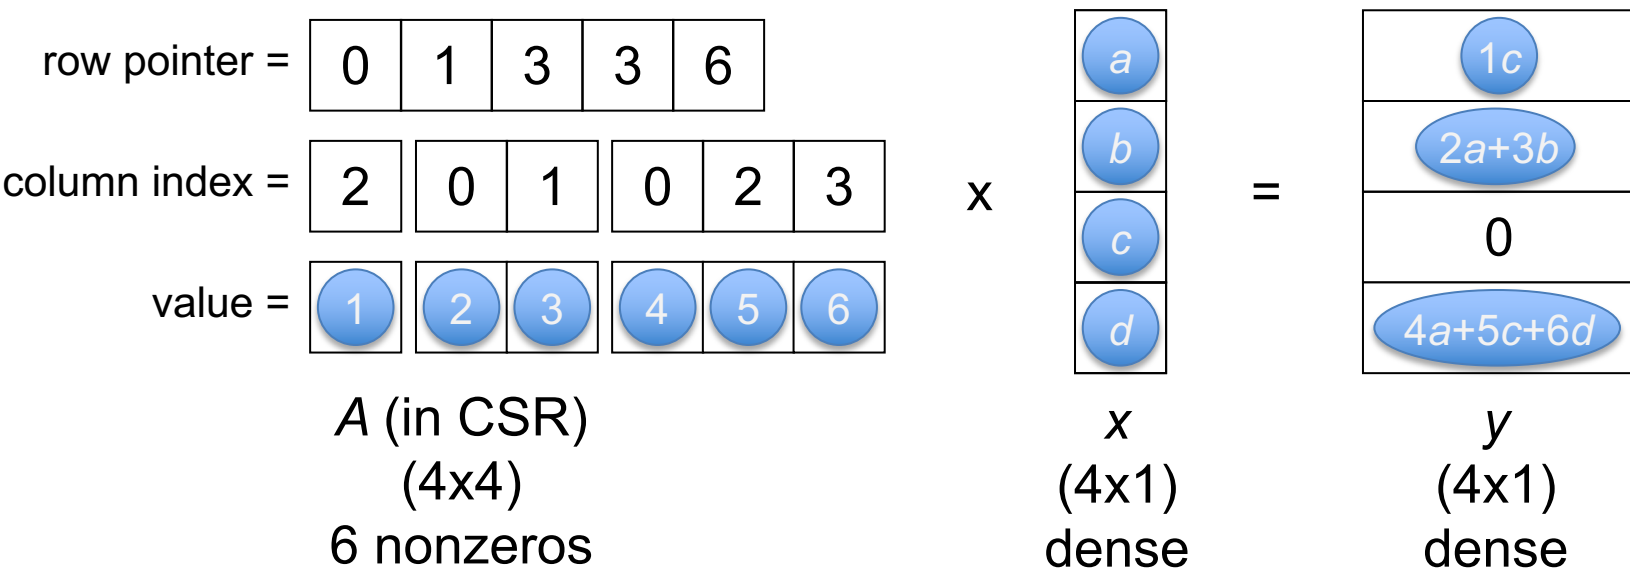 row pointer = 0 1 3 3 6
column index = 2 0 1 0 2 3
value = 1 2 3 4 5 6
x
=
a
b
c
d
1c
2a+3b
0
4a+5c+6d
A (in CSR)
(4x4)
6 nonzeros
x
(4x1)
dense
y
(4x1)
dense